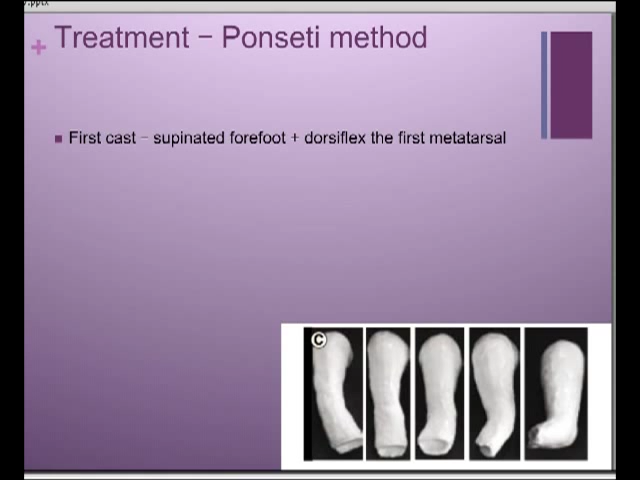 Treatment – Ponseti method
First cast – supinated forefoot + dorsiflex the first metatarsal
C